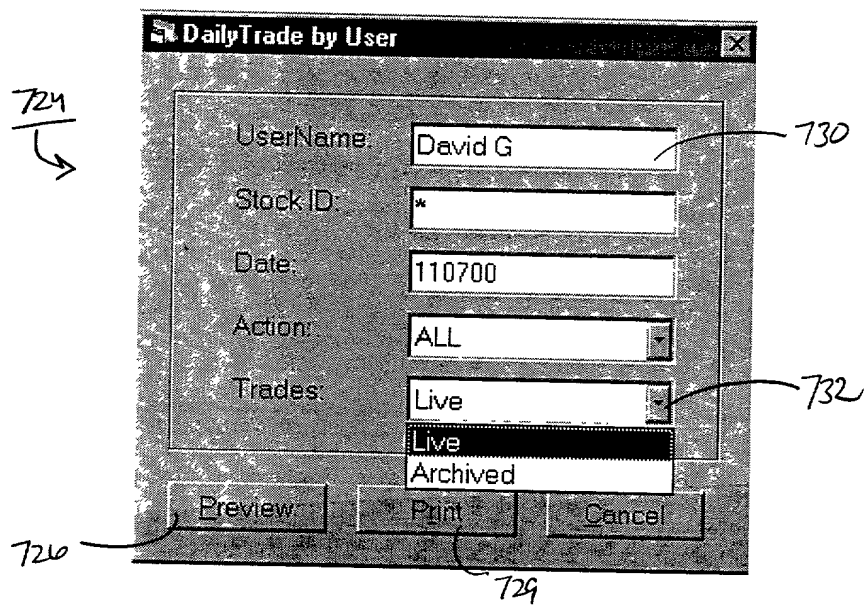 DailyTrade by User
724
UserName: David G
730
Stock ID: *
Date: 110700
Action: ALL
Trades: Live
732
Live
Archived
Preview Print Cancel
726
729